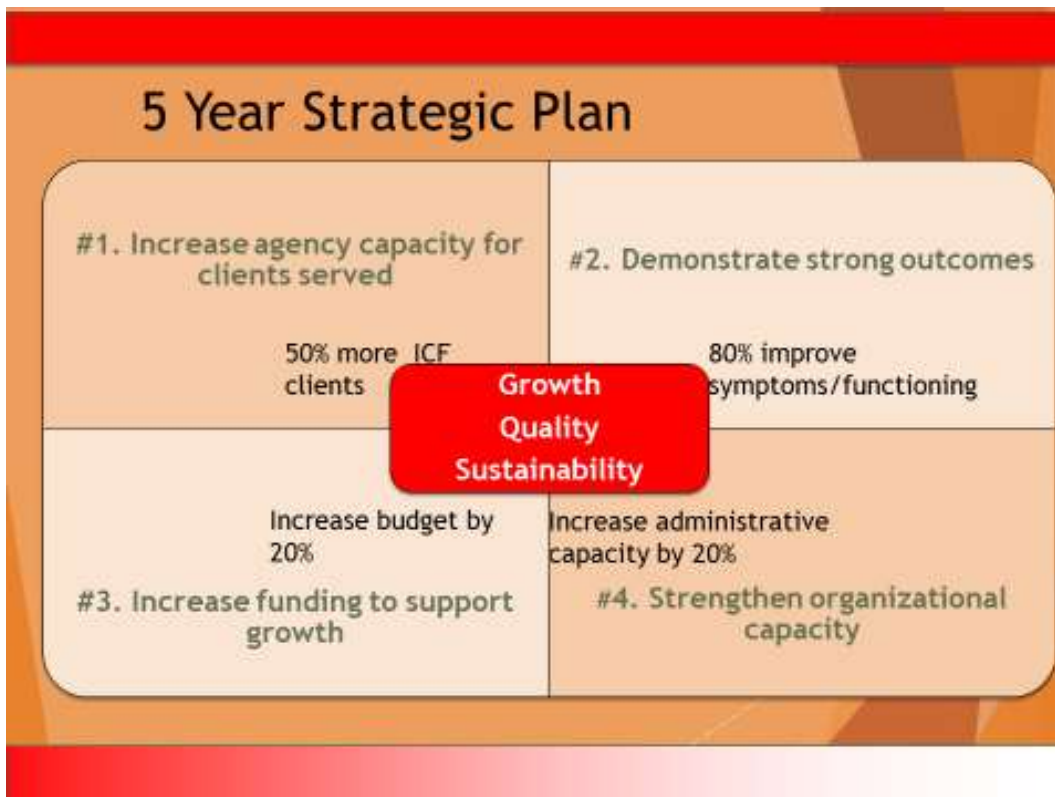 5 Year Strategic Plan
#1. Increase agency capacity for
clients served
50% more ICF
clients
#2. Demonstrate strong outcomes
80% improve
symptoms/functioning
Growth
Quality
Sustainability
Increase budget by
20%
#3. Increase funding to support
growth
Increase administrative
capacity by 20%
#4. Strengthen organizational
capacity